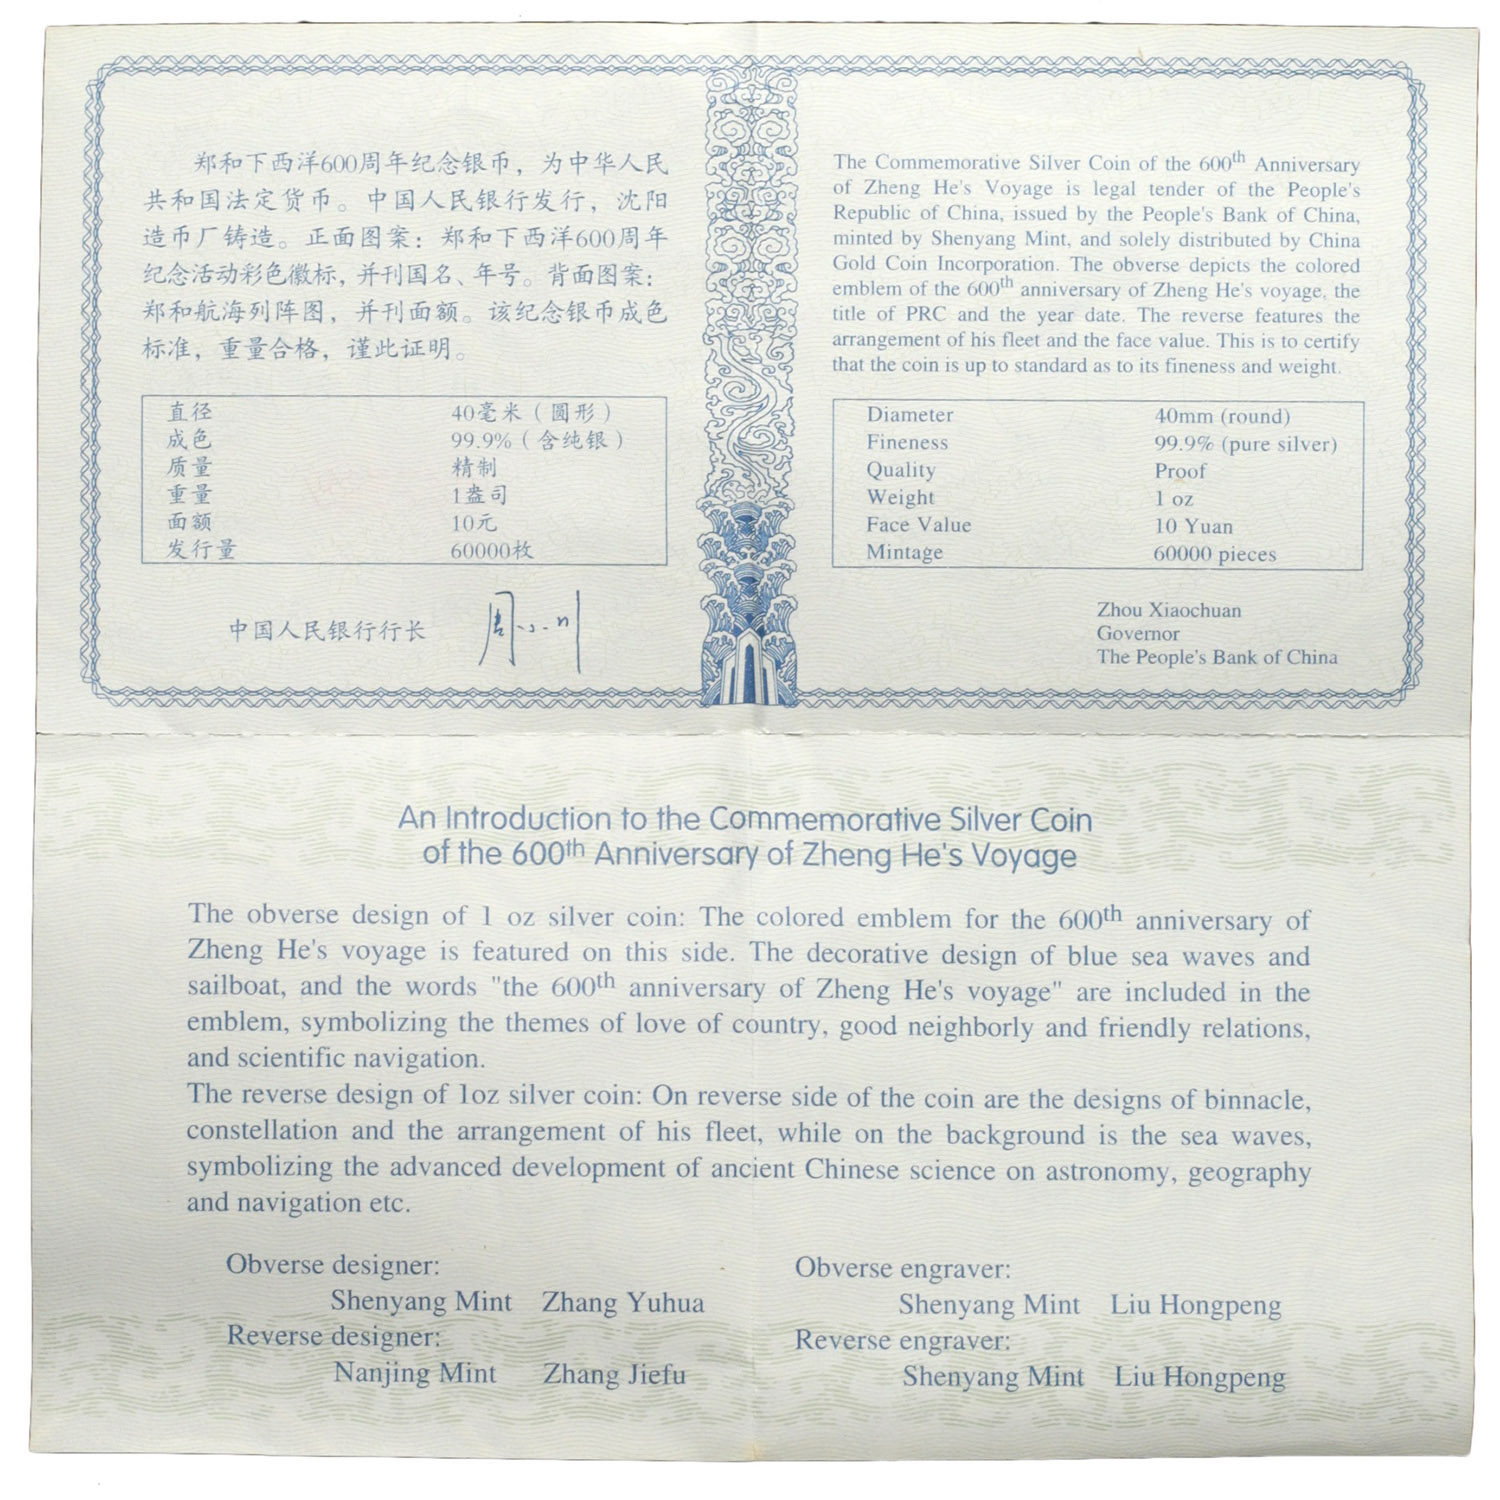 郑和下西洋600周年纪念银币，为中华人民
共和国法定货币。中国人民银行发行，沈阳
造币厂铸造。正面图案：郑和下西洋600周年
纪念活动彩色徽标，并刊国名、年号。背面图案：
郑和航海列阵图，并刊面额。该纪念银币成色
标准，重量合格，谨此证明。
直径 40毫米（圆形）
成色 99.9%（含纯银）
质量 精制
重量 1盎司
面额 10元
发行量 60000枚
中国人民银行行长 周小川
The Commemorative Silver Coin of the 600th Anniversary
of Zheng He's Voyage is legal tender of the People's
Republic of China, issued by the People's Bank of China,
minted by Shenyang Mint, and solely distributed by China
Gold Coin Incorporation. The obverse depicts the colored
emblem of the 600th anniversary of Zheng He's voyage, the
title of PRC and the year date. The reverse features the
arrangement of his fleet and the face value. This is to certify
that the coin is up to standard as to its fineness and weight.
Diameter 40mm (round)
Fineness 99.9% (pure silver)
Quality Proof
Weight 1 oz
Face Value 10 Yuan
Mintage 60000 pieces
Zhou Xiaochuan
Governor
The People's Bank of China
An Introduction to the Commemorative Silver Coin
of the 600th Anniversary of Zheng He's Voyage
The obverse design of 1 oz silver coin: The colored emblem for the 600th anniversary of
Zheng He's voyage is featured on this side. The decorative design of blue sea waves and
sailboat, and the words "the 600th anniversary of Zheng He's voyage" are included in the
emblem, symbolizing the themes of love of country, good neighborly and friendly relations,
and scientific navigation.
The reverse design of 1oz silver coin: On reverse side of the coin are the designs of binnacle,
constellation and the arrangement of his fleet, while on the background is the sea waves,
symbolizing the advanced development of ancient Chinese science on astronomy, geography
and navigation etc.
Obverse designer:
Shenyang Mint Zhang Yuhua
Reverse designer:
Nanjing Mint Zhang Jiefu
Obverse engraver:
Shenyang Mint Liu Hongpeng
Reverse engraver:
Shenyang Mint Liu Hongpeng